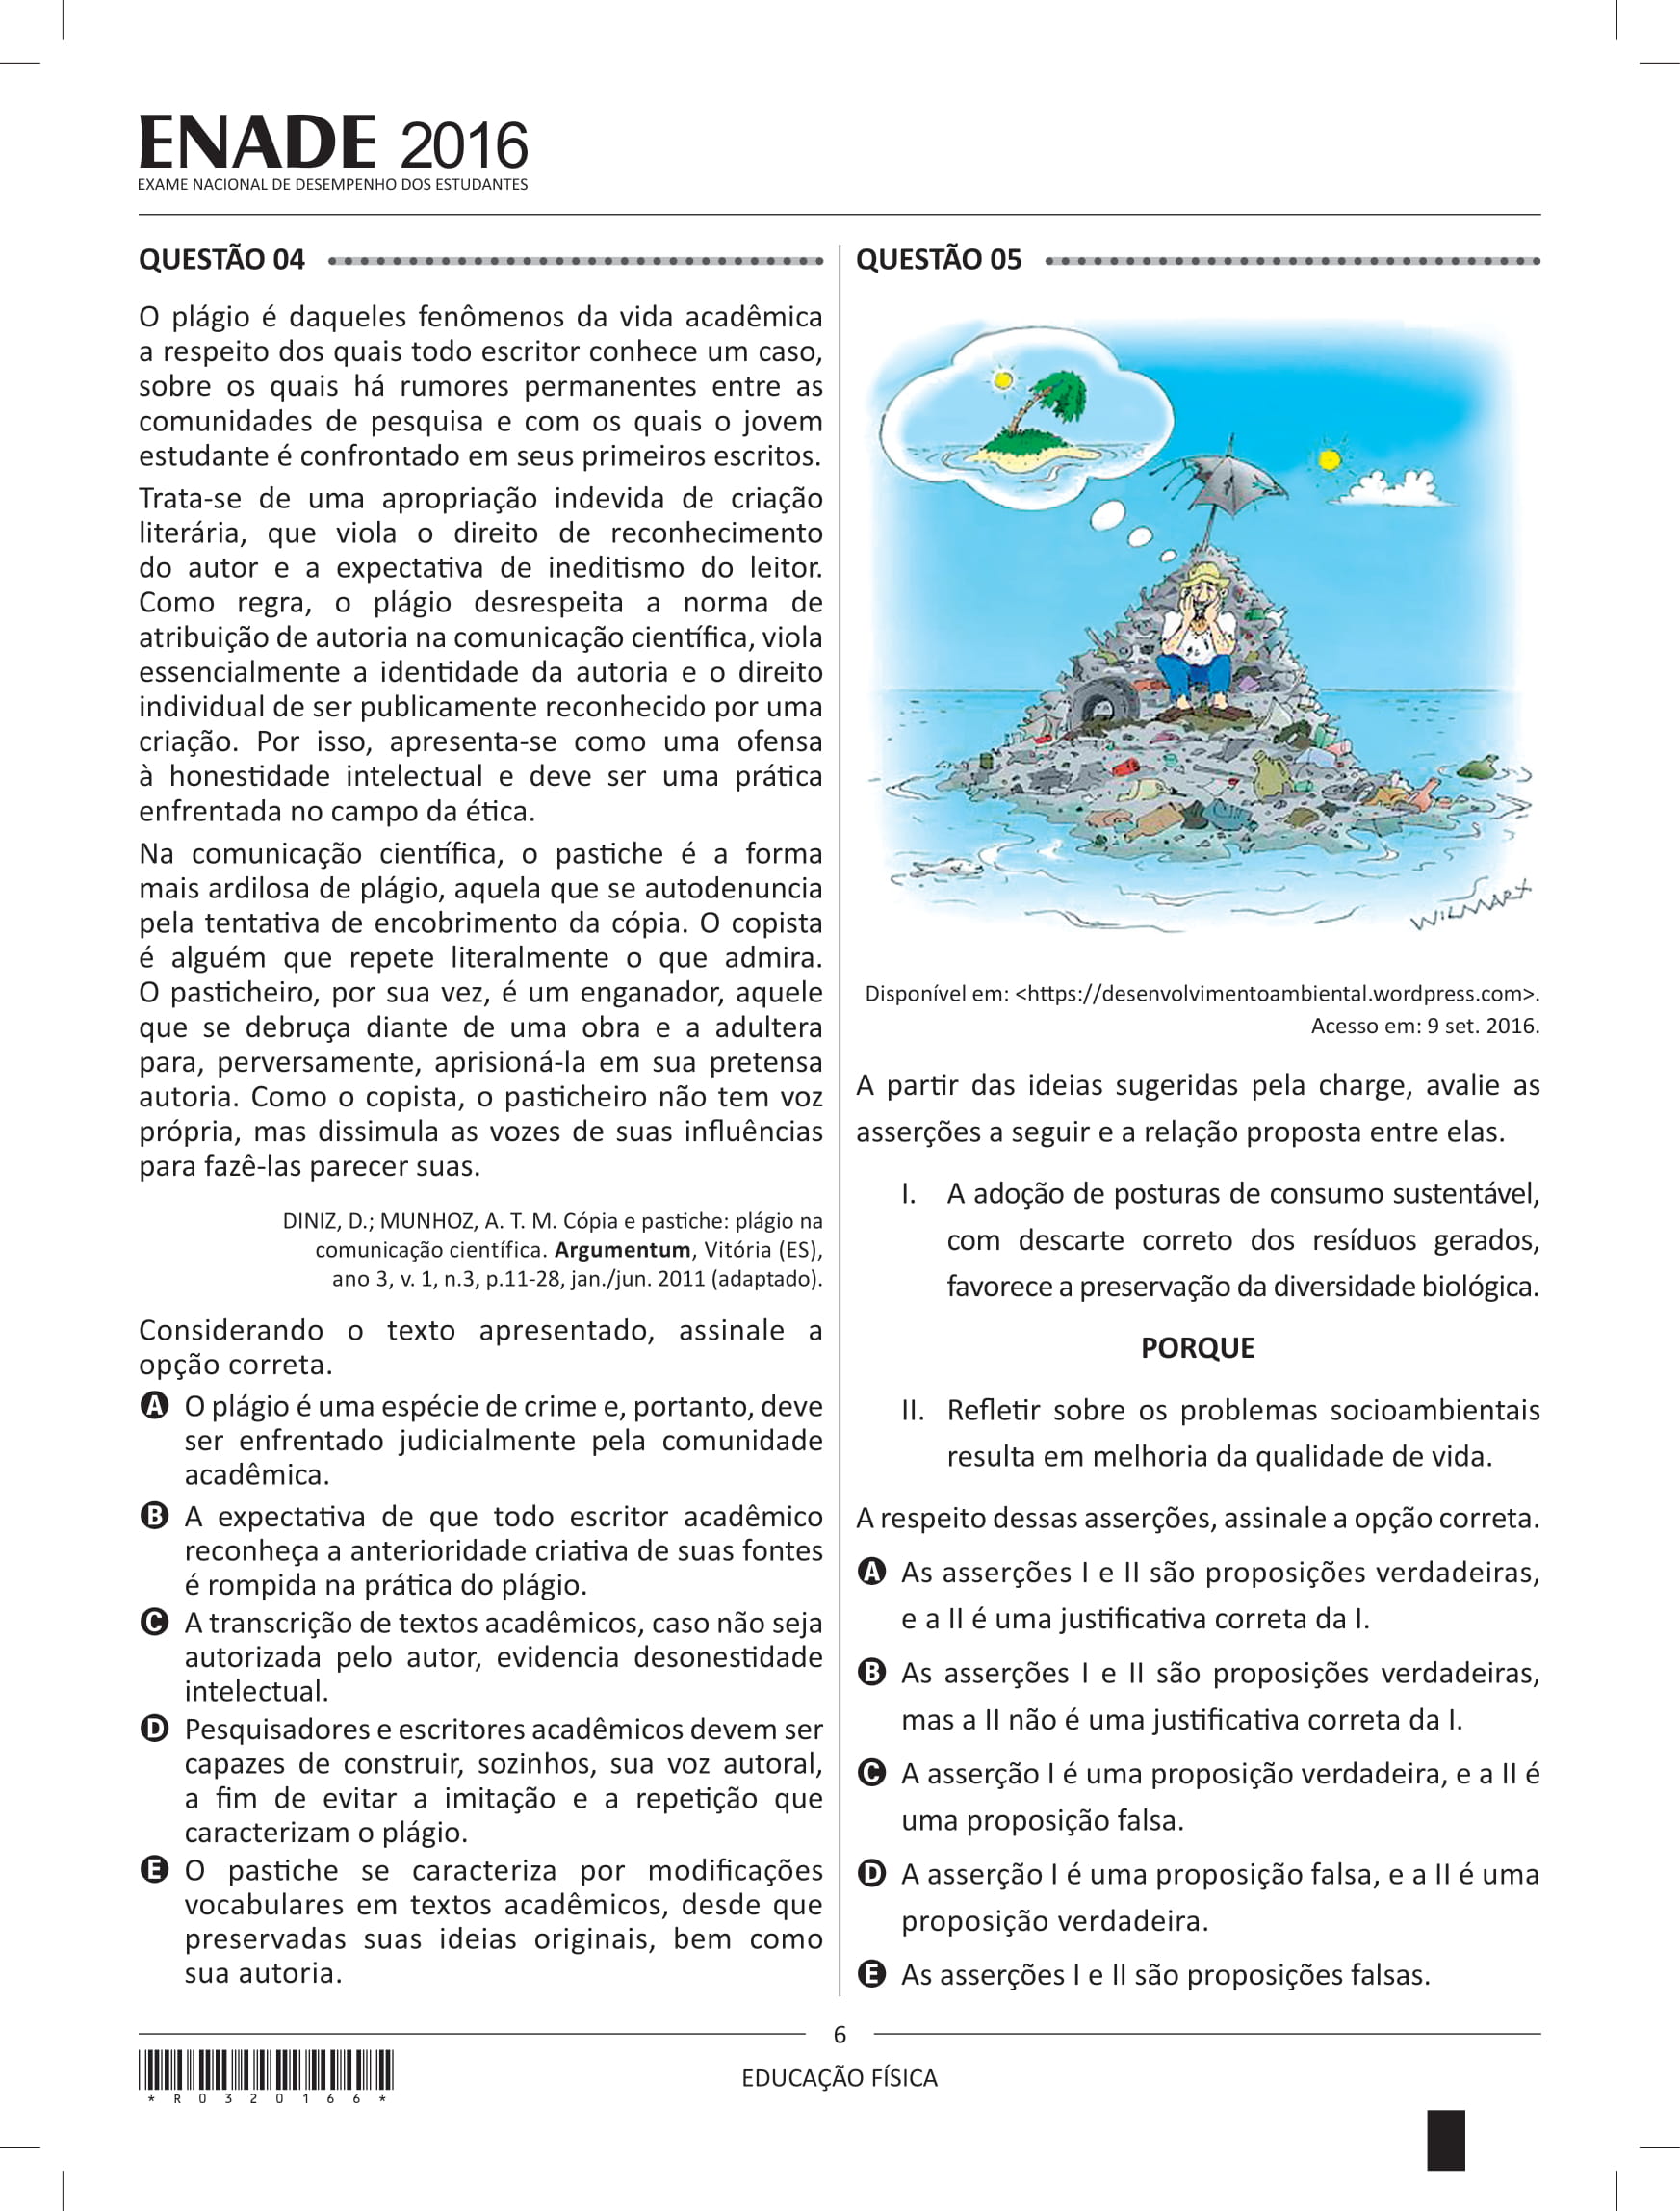 ENADE 2016
EXAME NACIONAL DE DESEMPENHO DOS ESTUDANTES
QUESTÃO 04
O plágio é daqueles fenômenos da vida acadêmica
a respeito dos quais todo escritor conhece um caso,
sobre os quais há rumores permanentes entre as
comunidades de pesquisa e com os quais o jovem
estudante é confrontado em seus primeiros escritos.
Trata-se de uma apropriação indevida de criação
literária, que viola o direito de reconhecimento
do autor e a expectativa de ineditismo do leitor.
Como regra, o plágio desrespeita a norma de
atribuição de autoria na comunicação científica, viola
essencialmente a identidade da autoria e o direito
individual de ser publicamente reconhecido por uma
criação. Por isso, apresenta-se como uma ofensa
à honestidade intelectual e deve ser uma prática
enfrentada no campo da ética.
Na comunicação científica, o pastiche é a forma
mais ardilosa de plágio, aquela que se autodenuncia
pela tentativa de encobrimento da cópia. O copista
é alguém que repete literalmente o que admira.
O pasticheiro, por sua vez, é um enganador, aquele
que se debruça diante de uma obra e a adultera
para, perversamente, aprisioná-la em sua pretensa
autoria. Como o copista, o pasticheiro não tem voz
própria, mas dissimula as vozes de suas influências
para fazê-las parecer suas.
DINIZ, D.; MUNHOZ, A. T. M. Cópia e pastiche: plágio na
comunicação científica. Argumentum, Vitória (ES),
ano 3, v. 1, n.3, p.11-28, jan./jun. 2011 (adaptado).
Considerando o texto apresentado, assinale a
opção correta.
A O plágio é uma espécie de crime e, portanto, deve
ser enfrentado judicialmente pela comunidade
acadêmica.
B A expectativa de que todo escritor acadêmico
reconheça a anterioridade criativa de suas fontes
é rompida na prática do plágio.
C A transcrição de textos acadêmicos, caso não seja
autorizada pelo autor, evidencia desonestidade
intelectual.
D Pesquisadores e escritores acadêmicos devem ser
capazes de construir, sozinhos, sua voz autoral,
a fim de evitar a imitação e a repetição que
caracterizam o plágio.
E O pastiche se caracteriza por modificações
vocabulares em textos acadêmicos, desde que
preservadas suas ideias originais, bem como
sua autoria.
QUESTÃO 05
WILMARX
Disponível em: <https://desenvolvimentoambiental.wordpress.com>.
Acesso em: 9 set. 2016.
A partir das ideias sugeridas pela charge, avalie as
asserções a seguir e a relação proposta entre elas.
I. A adoção de posturas de consumo sustentável,
com descarte correto dos resíduos gerados,
favorece a preservação da diversidade biológica.
PORQUE
II. Refletir sobre os problemas socioambientais
resulta em melhoria da qualidade de vida.
A respeito dessas asserções, assinale a opção correta.
A As asserções I e II são proposições verdadeiras,
e a II é uma justificativa correta da I.
B As asserções I e II são proposições verdadeiras,
mas a II não é uma justificativa correta da I.
C A asserção I é uma proposição verdadeira, e a II é
uma proposição falsa.
D A asserção I é uma proposição falsa, e a II é uma
proposição verdadeira.
E As asserções I e II são proposições falsas.
6
EDUCAÇÃO FÍSICA
* R 0 3 2 0 1 6 6 *